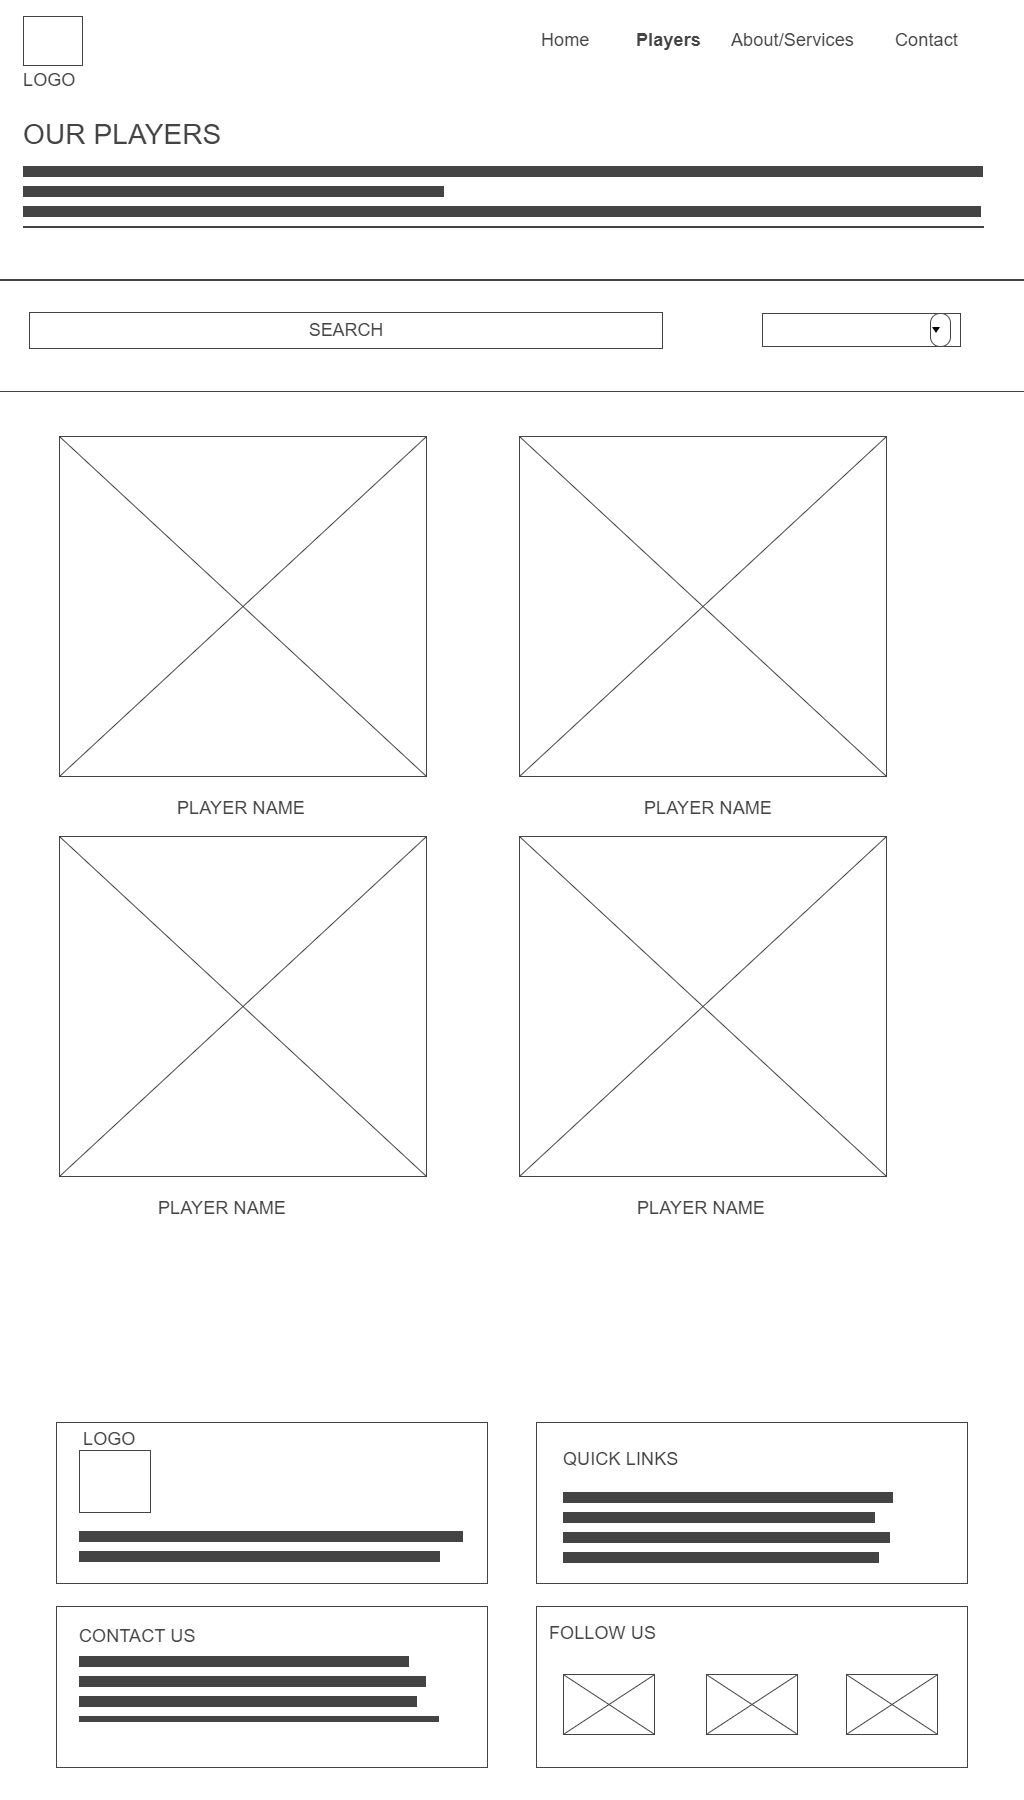 Home Players About/Services Contact
LOGO
OUR PLAYERS
SEARCH
PLAYER NAME PLAYER NAME
PLAYER NAME PLAYER NAME
LOGO
QUICK LINKS
CONTACT US
FOLLOW US